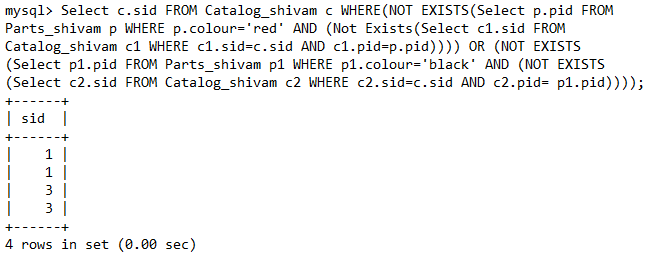 mysql> Select c.sid FROM Catalog_shivam c WHERE(NOT EXISTS(Select p.pid FROM
Parts_shivam p WHERE p.colour='red' AND (Not Exists(Select c1.sid FROM
Catalog_shivam c1 WHERE c1.sid=c.sid AND c1.pid=p.pid)))) OR (NOT EXISTS
(Select p1.pid FROM Parts_shivam p1 WHERE p1.colour='black' AND (NOT EXISTS
(Select c2.sid FROM Catalog_shivam c2 WHERE c2.sid=c.sid AND c2.pid= p1.pid))));
+------+
| sid  |
+------+
|    1 |
|    1 |
|    3 |
|    3 |
+------+
4 rows in set (0.00 sec)